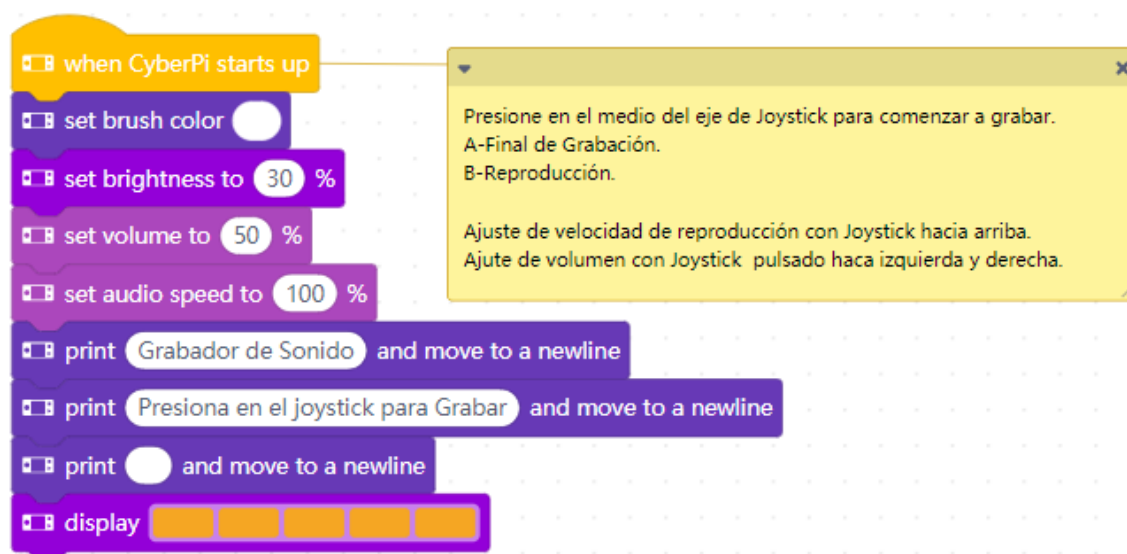 when CyberPi starts up
set brush color
set brightness to 30 %
set volume to 50 %
set audio speed to 100 %
print Grabador de Sonido and move to a newline
print Presiona en el joystick para Grabar and move to a newline
print and move to a newline
display
Presione en el medio del eje de Joystick para comenzar a grabar.
A-Final de Grabación.
B-Reproducción.
Ajuste de velocidad de reproducción con Joystick hacia arriba.
Ajute de volumen con Joystick pulsado haca izquierda y derecha.